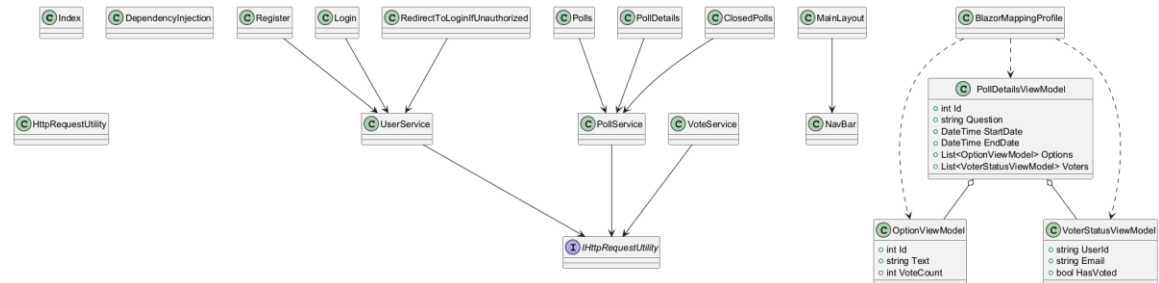 C Index
C DependencyInjection
C Register
C Login
C RedirectToLoginIfUnauthorized
C Polls
C PollDetails
C ClosedPolls
C MainLayout
C BlazorMappingProfile
C PollDetailsViewModel
int Id
string Question
DateTime StartDate
DateTime EndDate
List<OptionViewModel> Options
List<VoterStatusViewModel> Voters
C HttpRequestUtility
C UserService
C PollService
C VoteService
C NavBar
I IHttpRequestUtility
C OptionViewModel
int Id
string Text
int VoteCount
C VoterStatusViewModel
string UserId
string Email
bool HasVoted